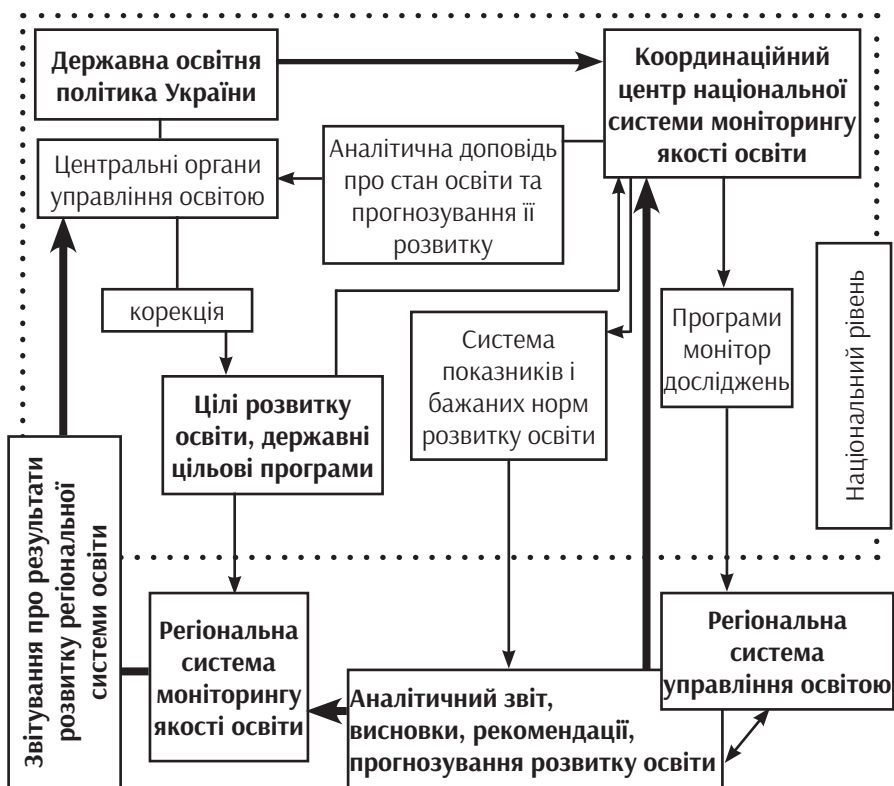 Державна освітня
політика України
Координаційний
центр національної
системи моніторингу
якості освіти
Центральні органи
управління освітою
Аналітична доповідь
про стан освіти та
прогнозування її
розвитку
корекція
Система
показників і
бажаних норм
розвитку освіти
Програми
монітор
досліджень
Національний рівень
Цілі розвитку
освіти, державні
цільові програми
Звітування про результати
розвитку регіональної
системи освіти
Регіональна
система
моніторингу
якості освіти
Аналітичний звіт,
висновки, рекомендації,
прогнозування розвитку освіти
Регіональна
система
управління освітою